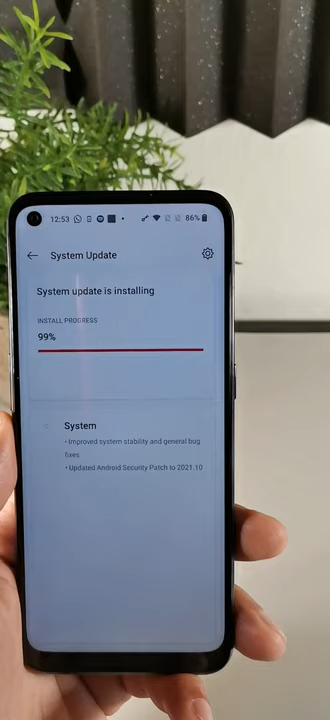 12:53 86%
System Update
System update is installing
INSTALL PROGRESS
99%
System
• Improved system stability and general bug
fixes
• Updated Android Security Patch to 2021.10